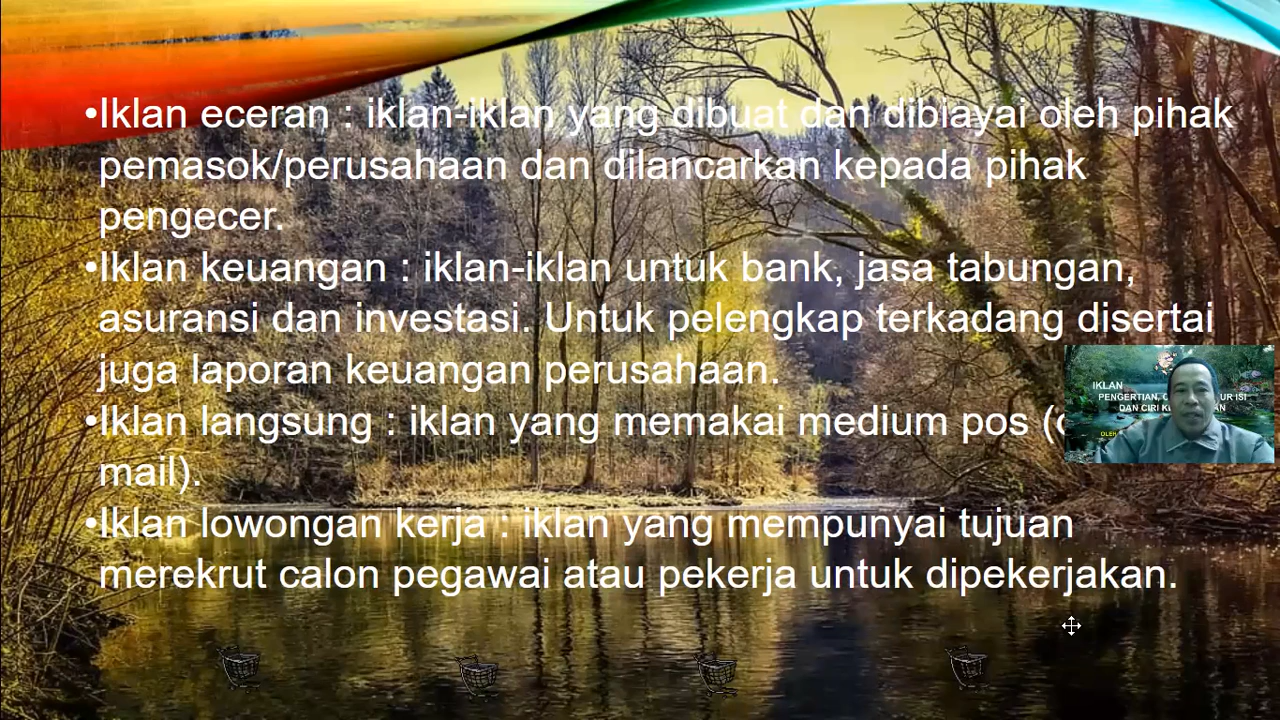 •Iklan eceran : iklan-iklan yang dibuat dan dibiayai oleh pihak
pemasok/perusahaan dan dilancarkan kepada pihak
pengecer.
•Iklan keuangan : iklan-iklan untuk bank, jasa tabungan,
asuransi dan investasi. Untuk pelengkap terkadang disertai
juga laporan keuangan perusahaan.
•Iklan langsung : iklan yang memakai medium pos (
mail).
•Iklan lowongan kerja : iklan yang mempunyai tujuan
merekrut calon pegawai atau pekerja untuk dipekerjakan.
IKLAN
PENGERTIAN, UR ISI
DAN CIRI
OLEH